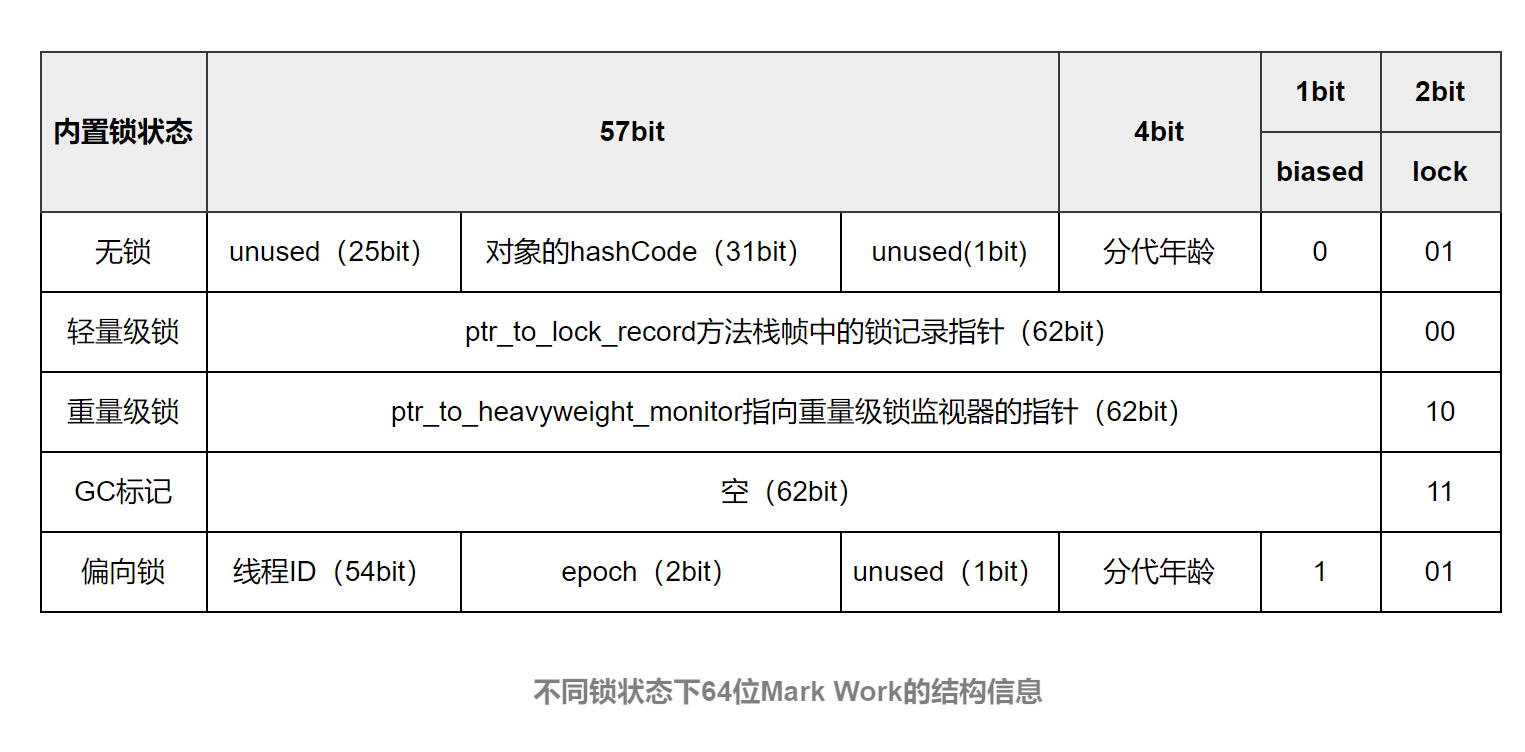 内置锁状态 57bit 4bit 1bit 2bit
biased lock
无锁 unused（25bit） 对象的hashCode（31bit） unused(1bit) 分代年龄 0 01
轻量级锁 ptr_to_lock_record方法栈帧中的锁记录指针（62bit） 00
重量级锁 ptr_to_heavyweight_monitor指向重量级锁监视器的指针（62bit） 10
GC标记 空（62bit） 11
偏向锁 线程ID（54bit） epoch（2bit） unused（1bit） 分代年龄 1 01
不同锁状态下64位Mark Work的结构信息